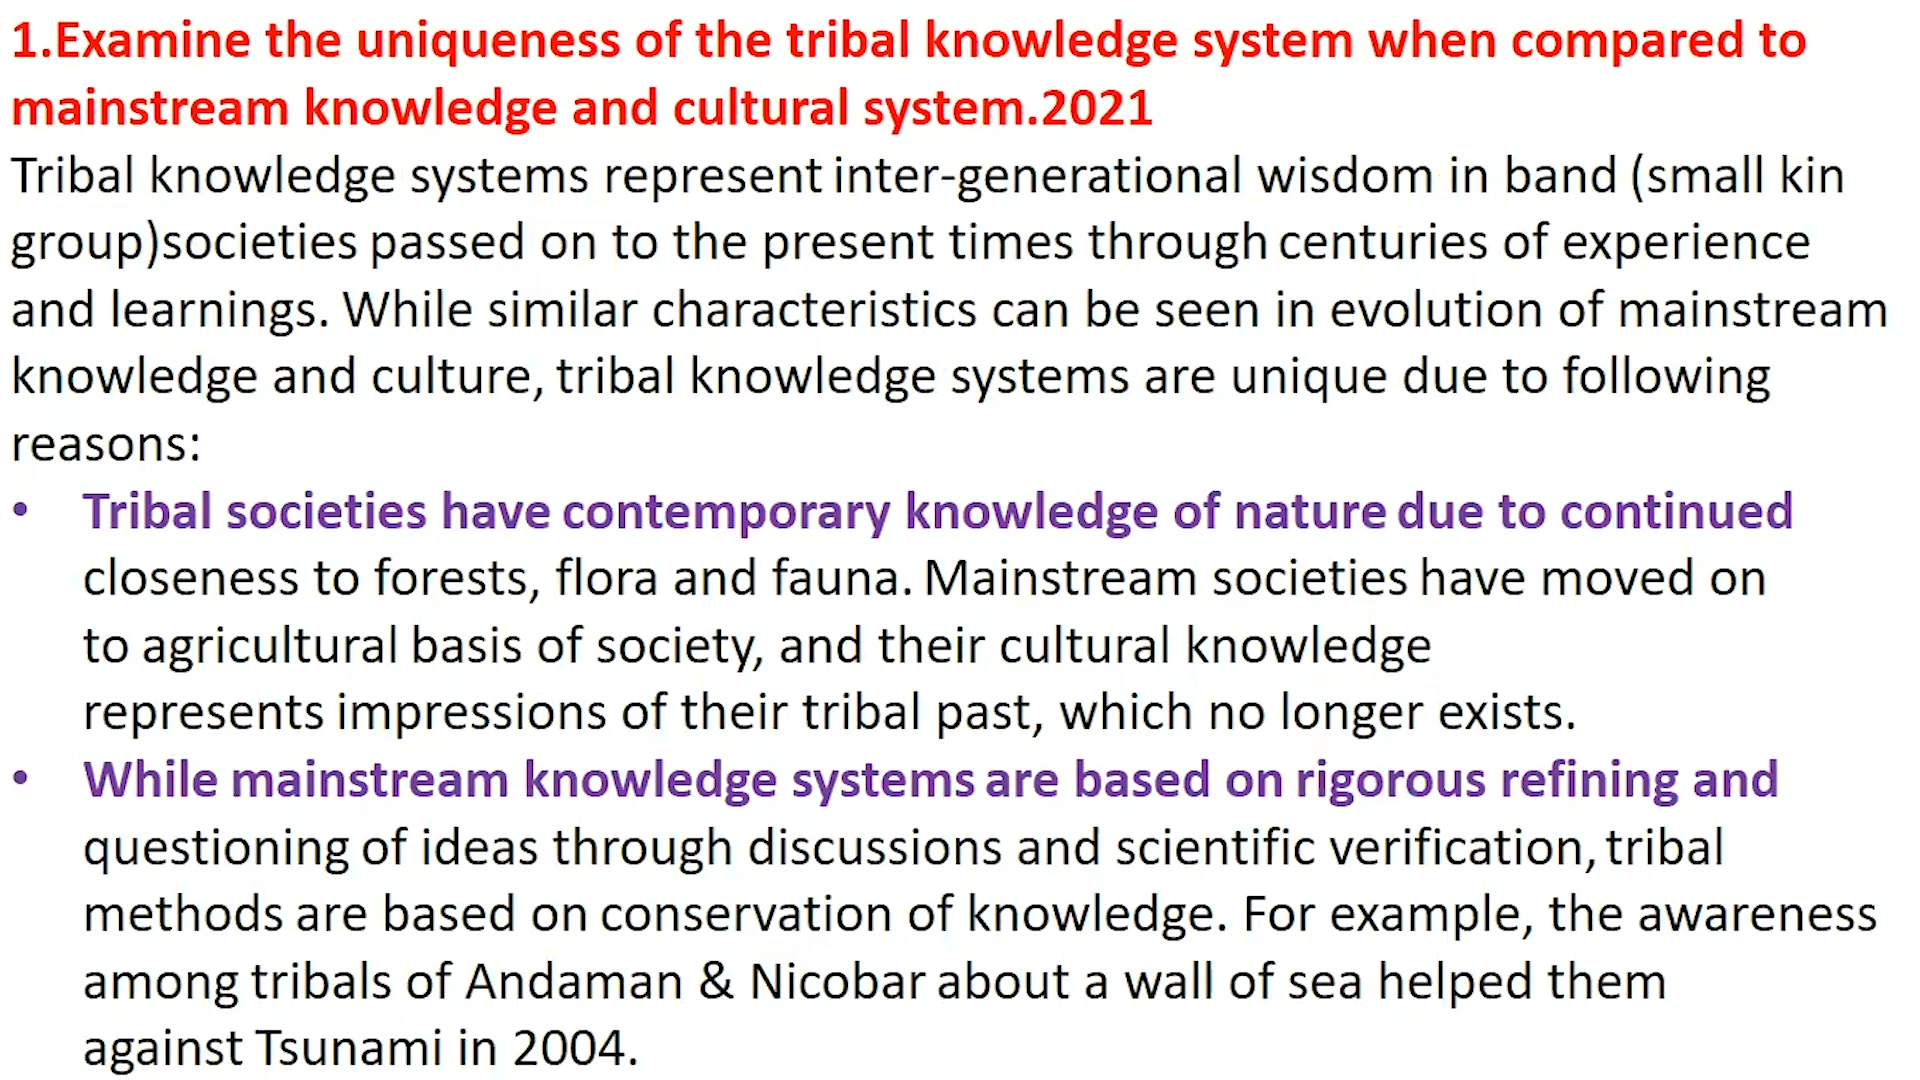 1.Examine the uniqueness of the tribal knowledge system when compared to
mainstream knowledge and cultural system.2021
Tribal knowledge systems represent inter-generational wisdom in band (small kin
group)societies passed on to the present times through centuries of experience
and learnings. While similar characteristics can be seen in evolution of mainstream
knowledge and culture, tribal knowledge systems are unique due to following
reasons:
• Tribal societies have contemporary knowledge of nature due to continued
closeness to forests, flora and fauna. Mainstream societies have moved on
to agricultural basis of society, and their cultural knowledge
represents impressions of their tribal past, which no longer exists.
• While mainstream knowledge systems are based on rigorous refining and
questioning of ideas through discussions and scientific verification, tribal
methods are based on conservation of knowledge. For example, the awareness
among tribals of Andaman & Nicobar about a wall of sea helped them
against Tsunami in 2004.